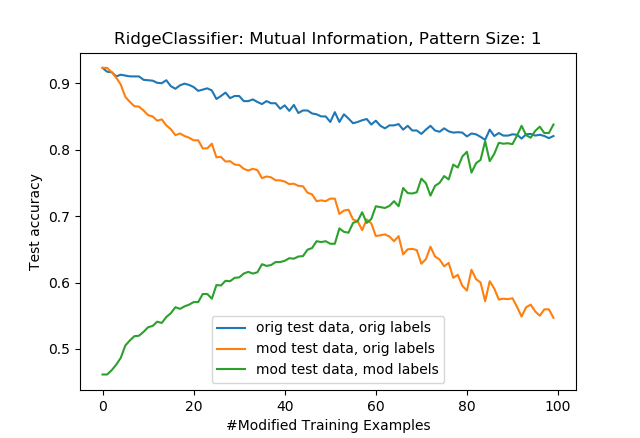 RidgeClassifier: Mutual Information, Pattern Size: 1
Test accuracy
0.9
0.8
0.7
0.6
0.5
orig test data, orig labels
mod test data, orig labels
mod test data, mod labels
0 20 40 60 80 100
#Modified Training Examples